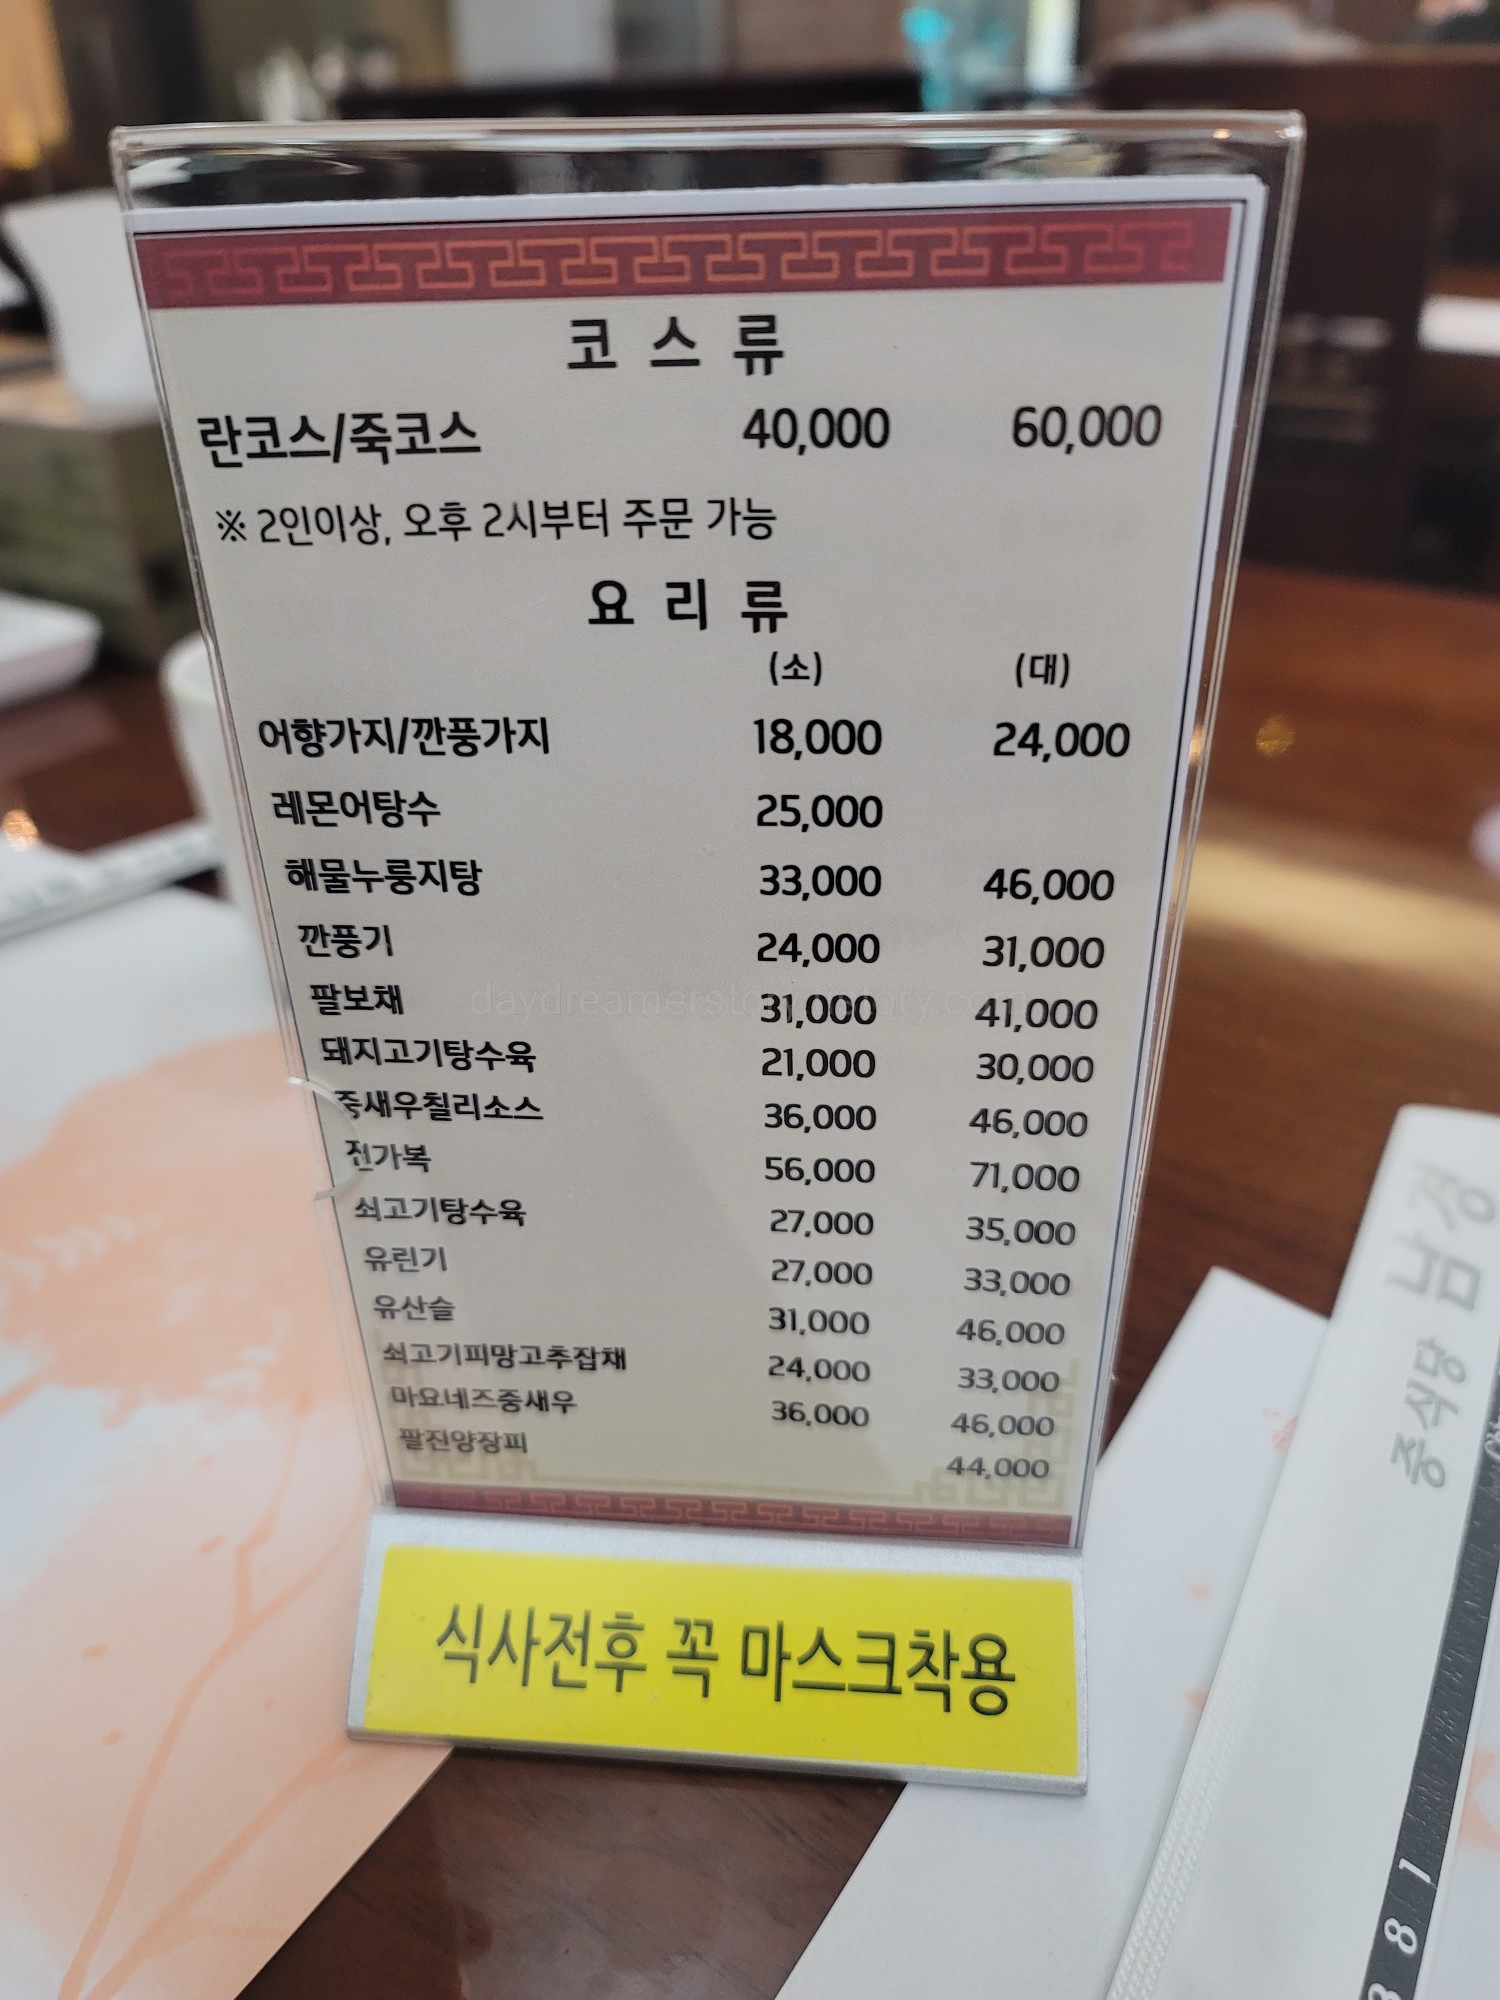 코 스 류
란코스/죽코스 40,000 60,000
※ 2인이상, 오후 2시부터 주문 가능
요 리 류
(소) (대)
어향가지/깐풍가지 18,000 24,000
레몬어탕수 25,000
해물누룽지탕 33,000 46,000
깐풍기 24,000 31,000
팔보채 31,000 41,000
돼지고기탕수육 21,000 30,000
중새우칠리소스 36,000 46,000
전가복 56,000 71,000
쇠고기탕수육 27,000 35,000
유린기 27,000 33,000
유산슬 31,000 46,000
쇠고기피망고추잡채 24,000 33,000
마요네즈중새우 36,000 46,000
팔진양장피 44,000
식사전후 꼭 마스크착용
중식당 남경